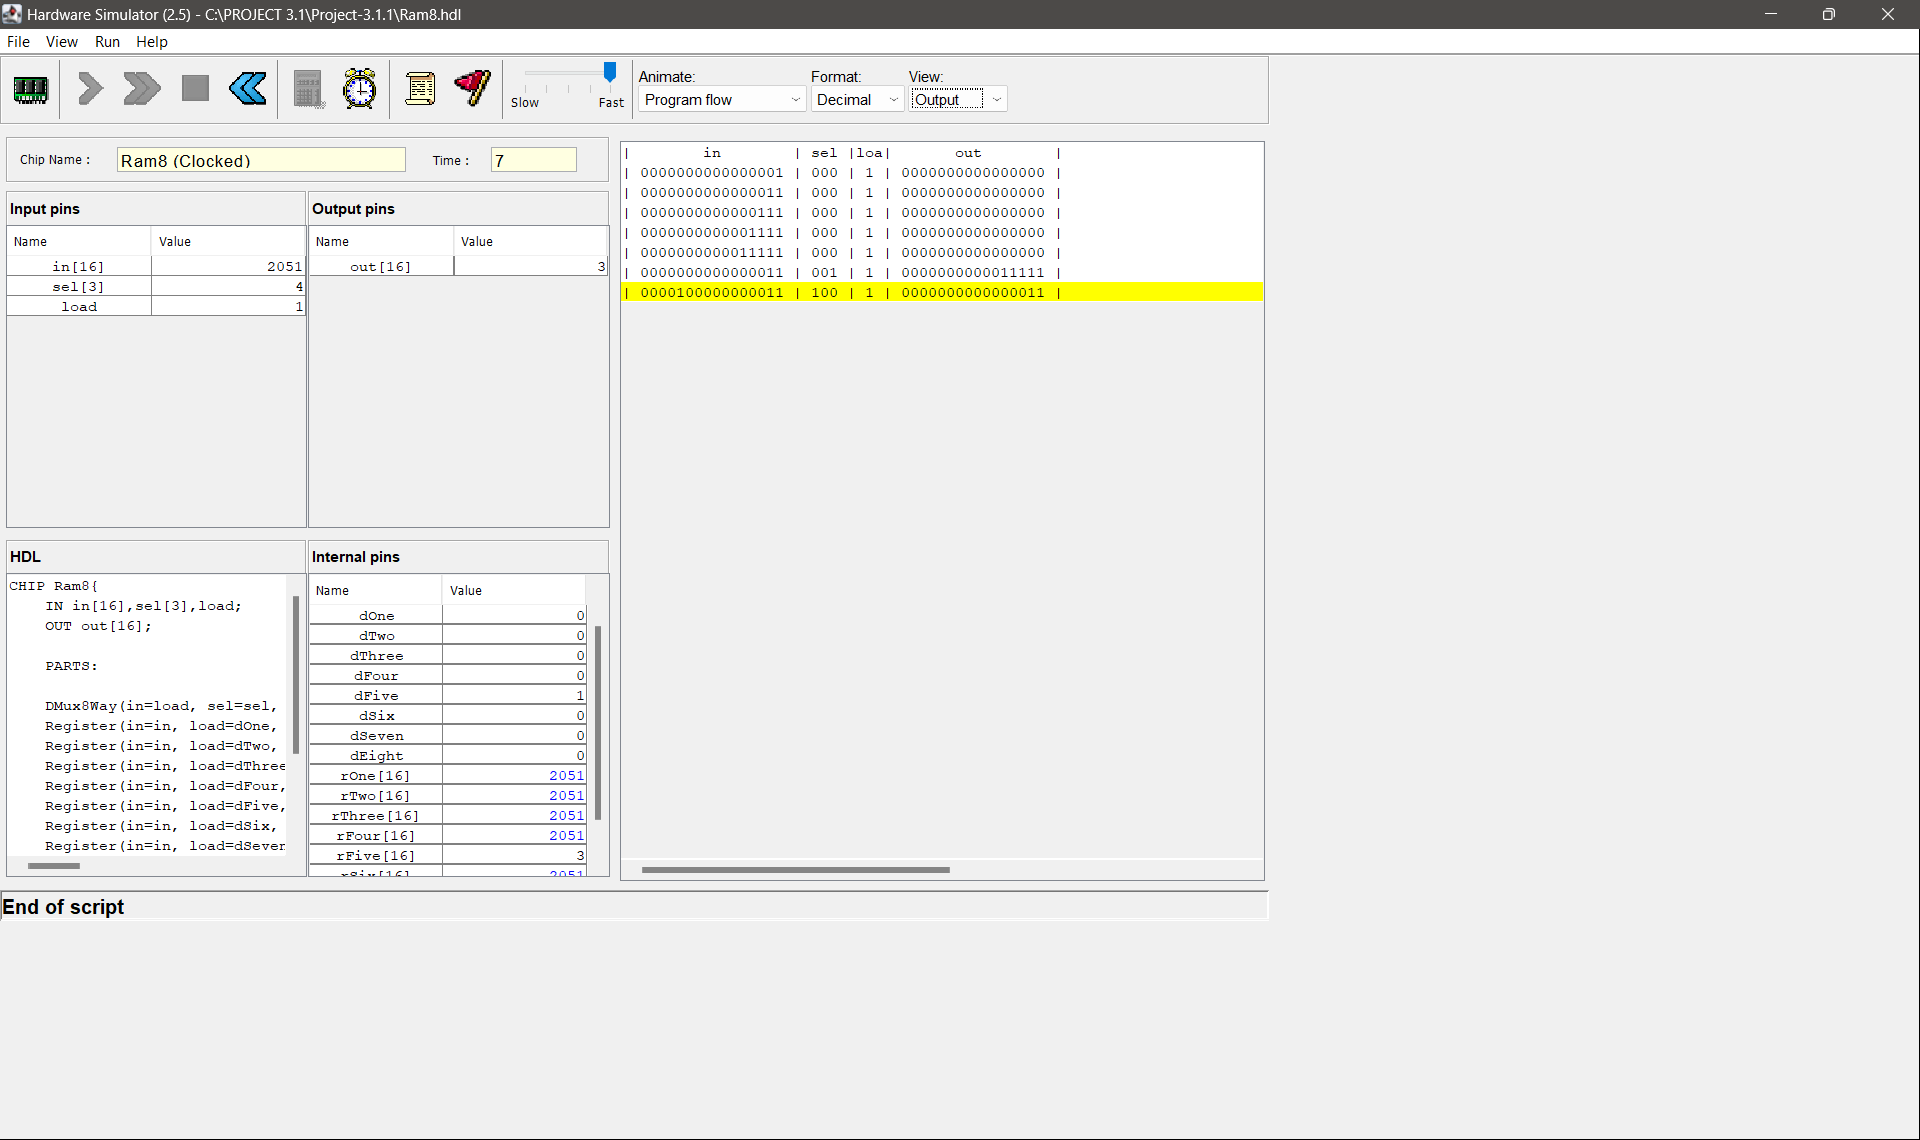 Hardware Simulator (2.5) - C:\PROJECT 3.1\Project-3.1.1\Ram8.hdl
File View Run Help
Slow Fast
Animate: Format: View:
Program flow Decimal Output
Chip Name : Ram8 (Clocked) Time : 7
Input pins
Name Value
in[16] 2051
sel[3] 4
load 1
Output pins
Name Value
out[16] 3
HDL
CHIP Ram8{
IN in[16],sel[3],load;
OUT out[16];
PARTS:
DMux8Way(in=load, sel=sel,
Register(in=in, load=dOne,
Register(in=in, load=dTwo,
Register(in=in, load=dThree
Register(in=in, load=dFour,
Register(in=in, load=dFive,
Register(in=in, load=dSix,
Register(in=in, load=dSeven
Internal pins
Name Value
dOne 0
dTwo 0
dThree 0
dFour 0
dFive 1
dSix 0
dSeven 0
dEight 0
rOne[16] 2051
rTwo[16] 2051
rThree[16] 2051
rFour[16] 2051
rFive[16] 3
rSix[16] 2051
| in | sel |loa| out |
| 0000000000000001 | 000 | 1 | 0000000000000000 |
| 0000000000000011 | 000 | 1 | 0000000000000000 |
| 0000000000000111 | 000 | 1 | 0000000000000000 |
| 0000000000001111 | 000 | 1 | 0000000000000000 |
| 0000000000011111 | 000 | 1 | 0000000000000000 |
| 0000000000000011 | 001 | 1 | 0000000000011111 |
| 0000100000000011 | 100 | 1 | 0000000000000011 |
End of script